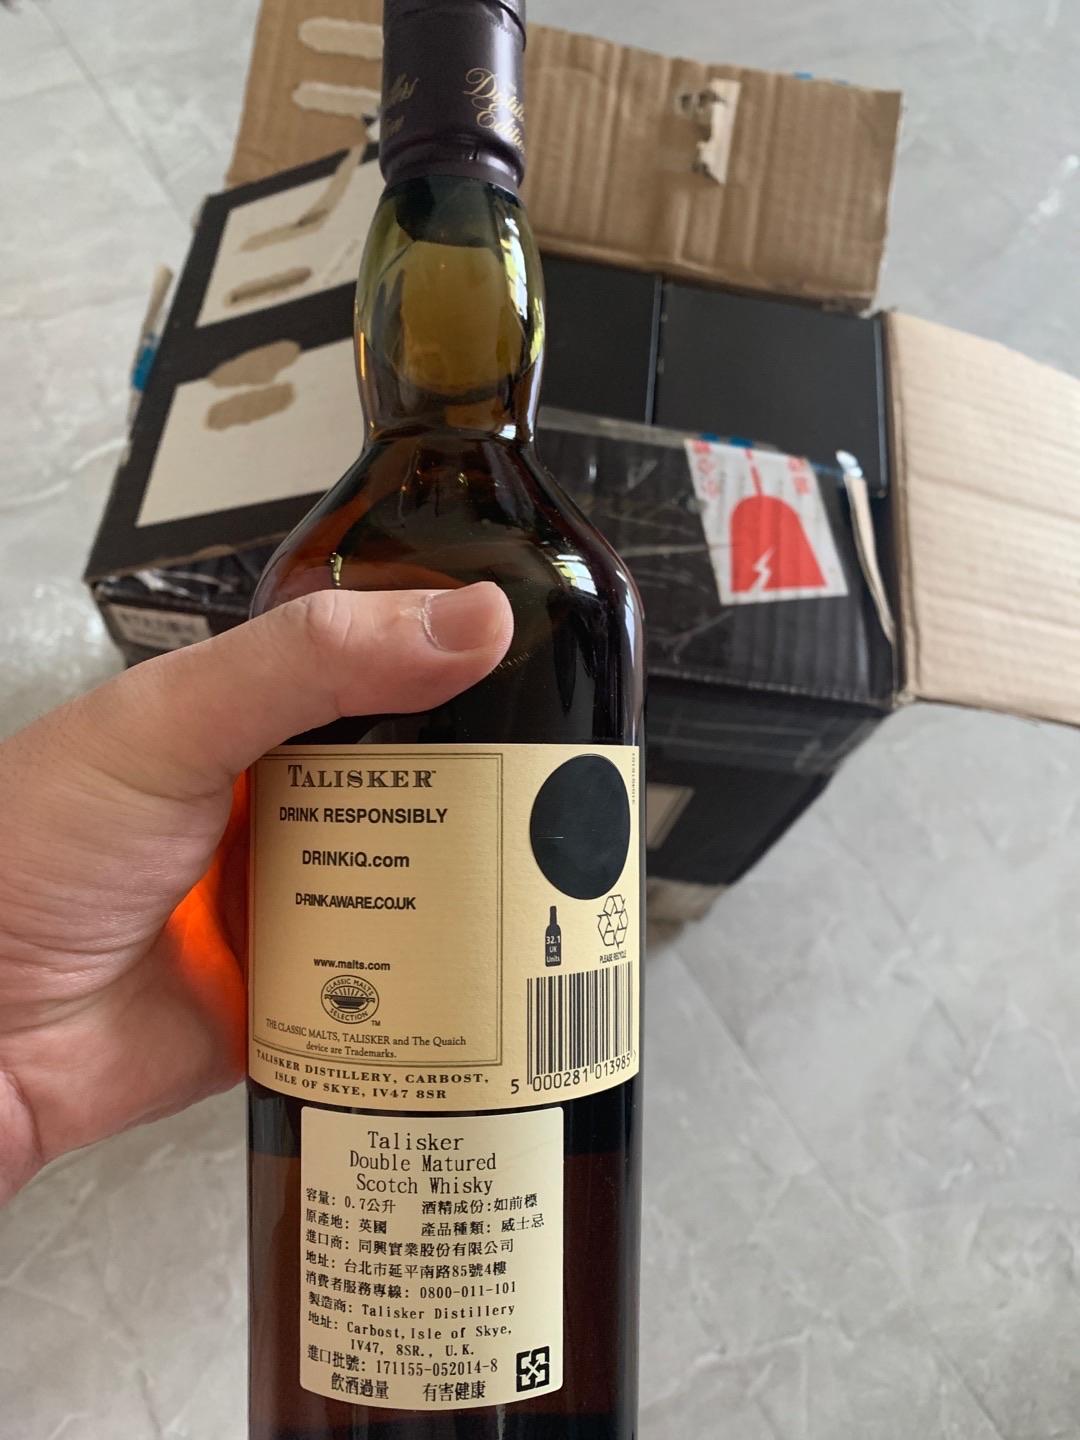 Edition
TALISKER™
DRINK RESPONSIBLY
DRINKiQ.com
DRINKAWARE.CO.UK
www.malts.com
CLASSIC MALTS
SELECTION
™
THE CLASSIC MALTS, TALISKER and The Quaich
device are Trademarks.
TALISKER DISTILLERY, CARBOST,
ISLE OF SKYE, IV47 8SR
32.1
UK
Units
PLEASE RECYCLE
5 000281 013985
Talisker
Double Matured
Scotch Whisky
容量: 0.7公升 酒精成份:如前標
原產地: 英國 產品種類: 威士忌
進口商: 同興實業股份有限公司
地址: 台北市延平南路85號4樓
消費者服務專線: 0800-011-101
製造商: Talisker Distillery
地址: Carbost,Isle of Skye,
IV47, 8SR., U.K.
進口批號: 171155-052014-8
飲酒過量 有害健康